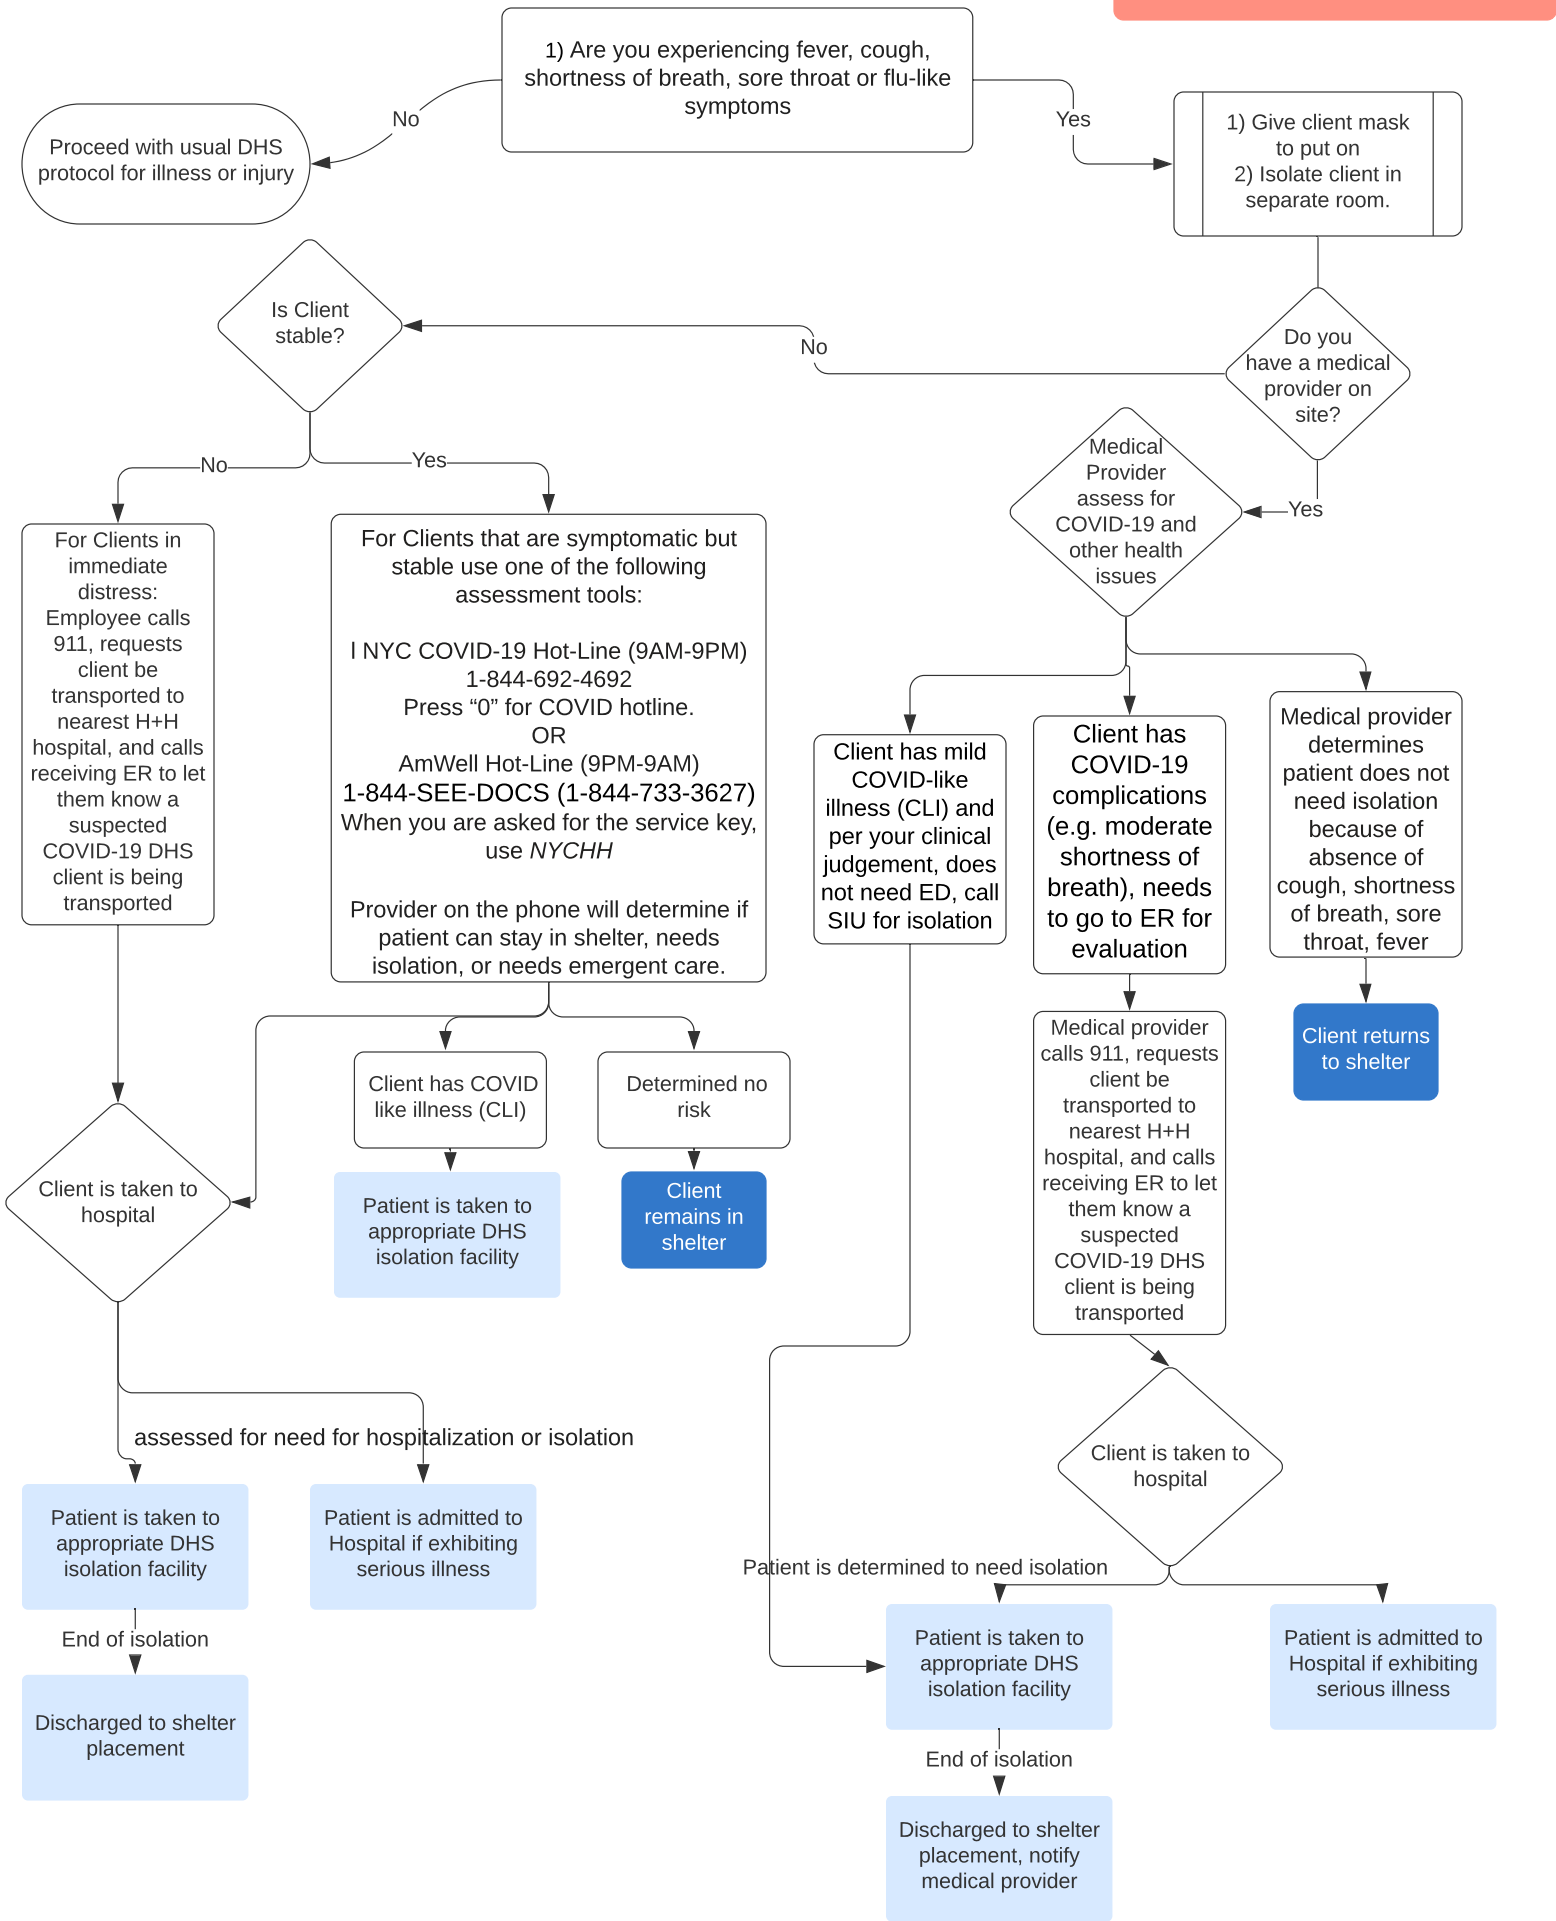 1) Are you experiencing fever, cough,
shortness of breath, sore throat or flu-like
symptoms
No
Yes
Proceed with usual DHS
protocol for illness or injury
1) Give client mask
to put on
2) Isolate client in
separate room.
Is Client
stable?
No
Do you
have a medical
provider on
site?
No
Yes
Yes
Medical
Provider
assess for
COVID-19 and
other health
issues
For Clients in
immediate
distress:
Employee calls
911, requests
client be
transported to
nearest H+H
hospital, and calls
receiving ER to let
them know a
suspected
COVID-19 DHS
client is being
transported
For Clients that are symptomatic but
stable use one of the following
assessment tools:
l NYC COVID-19 Hot-Line (9AM-9PM)
1-844-692-4692
Press “0” for COVID hotline.
OR
AmWell Hot-Line (9PM-9AM)
1-844-SEE-DOCS (1-844-733-3627)
When you are asked for the service key,
use NYCHH
Provider on the phone will determine if
patient can stay in shelter, needs
isolation, or needs emergent care.
Client has mild
COVID-like
illness (CLI) and
per your clinical
judgement, does
not need ED, call
SIU for isolation
Client has
COVID-19
complications
(e.g. moderate
shortness of
breath), needs
to go to ER for
evaluation
Medical provider
determines
patient does not
need isolation
because of
absence of
cough, shortness
of breath, sore
throat, fever
Client returns
to shelter
Medical provider
calls 911, requests
client be
transported to
nearest H+H
hospital, and calls
receiving ER to let
them know a
suspected
COVID-19 DHS
client is being
transported
Client has COVID
like illness (CLI)
Determined no
risk
Client is taken to
hospital
Patient is taken to
appropriate DHS
isolation facility
Client
remains in
shelter
assessed for need for hospitalization or isolation
Client is taken to
hospital
Patient is taken to
appropriate DHS
isolation facility
Patient is admitted to
Hospital if exhibiting
serious illness
Patient is determined to need isolation
End of isolation
Patient is taken to
appropriate DHS
isolation facility
Patient is admitted to
Hospital if exhibiting
serious illness
Discharged to shelter
placement
End of isolation
Discharged to shelter
placement, notify
medical provider